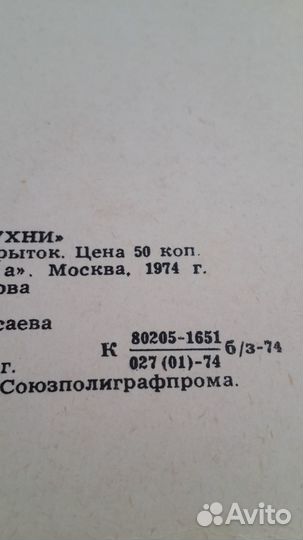 УХНИ»
рыток. Цена 50 коп.
а». Москва, 1974 г.
ова
саева
К 80205-1651 б/з-74
027 (01)-74
г.
Союзполиграфпрома.
Avito